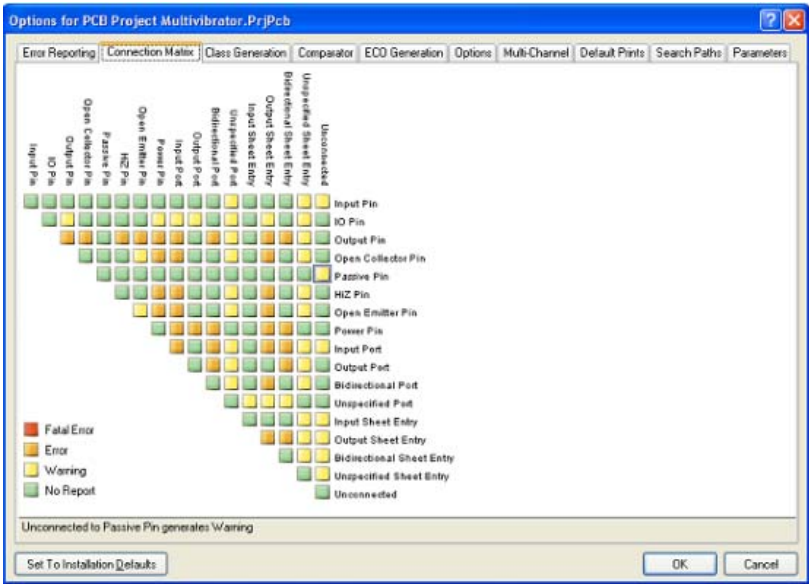 Options for PCB Project Multivibrator.PrjPcb
Error Reporting Connection Matrix Class Generation Comparator ECO Generation Options Multi-Channel Default Prints Search Paths Parameters
Input Pin
IO Pin
Output Pin
Open Collector Pin
Passive Pin
HiZ Pin
Open Emitter Pin
Power Pin
Input Port
Output Port
Bidirectional Port
Unspecified Port
Input Sheet Entry
Output Sheet Entry
Bidirectional Sheet Entry
Unspecified Sheet Entry
Unconnected
Input Pin
IO Pin
Output Pin
Open Collector Pin
Passive Pin
HiZ Pin
Open Emitter Pin
Power Pin
Input Port
Output Port
Bidirectional Port
Unspecified Port
Input Sheet Entry
Output Sheet Entry
Bidirectional Sheet Entry
Unspecified Sheet Entry
Unconnected
Fatal Error
Error
Warning
No Report
Unconnected to Passive Pin generates Warning
Set To Installation Defaults OK Cancel